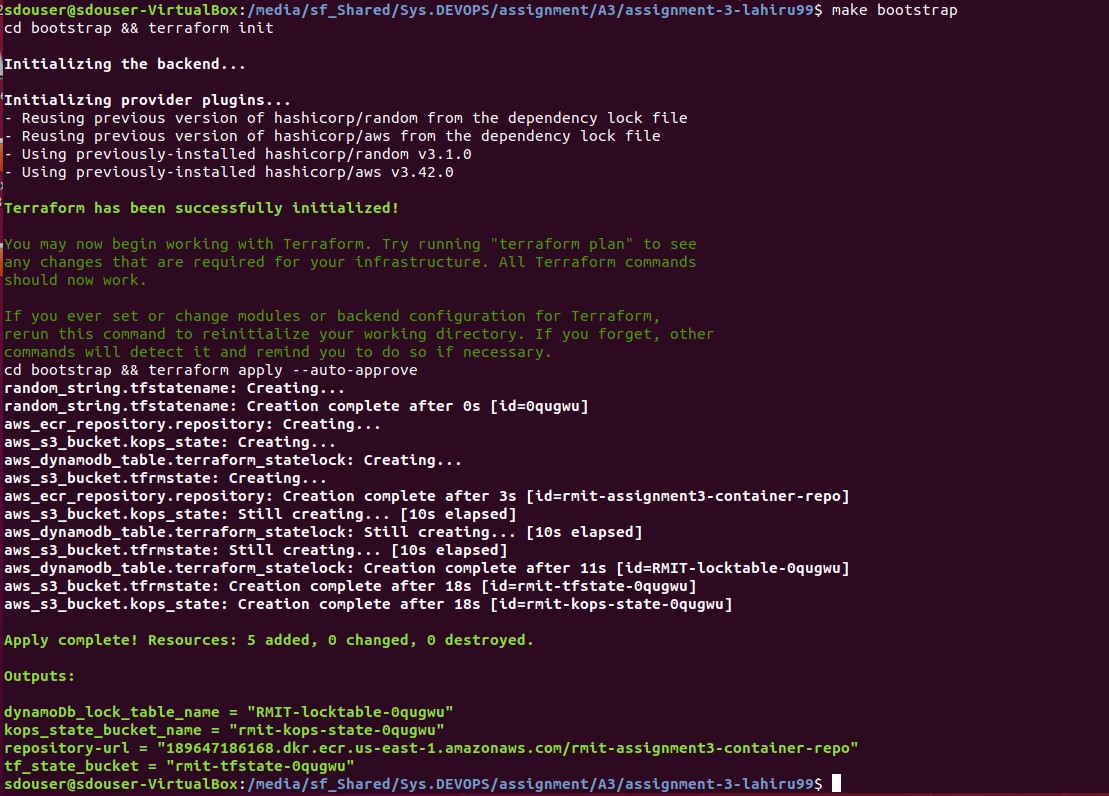 sdouser@sdouser-VirtualBox:/media/sf_Shared/Sys.DEVOPS/assignment/A3/assignment-3-lahiru99$ make bootstrap
cd bootstrap && terraform init
Initializing the backend...
Initializing provider plugins...
- Reusing previous version of hashicorp/random from the dependency lock file
- Reusing previous version of hashicorp/aws from the dependency lock file
- Using previously-installed hashicorp/random v3.1.0
- Using previously-installed hashicorp/aws v3.42.0
Terraform has been successfully initialized!
You may now begin working with Terraform. Try running "terraform plan" to see
any changes that are required for your infrastructure. All Terraform commands
should now work.
If you ever set or change modules or backend configuration for Terraform,
rerun this command to reinitialize your working directory. If you forget, other
commands will detect it and remind you to do so if necessary.
cd bootstrap && terraform apply --auto-approve
random_string.tfstatename: Creating...
random_string.tfstatename: Creation complete after 0s [id=0qugwu]
aws_ecr_repository.repository: Creating...
aws_s3_bucket.kops_state: Creating...
aws_dynamodb_table.terraform_statelock: Creating...
aws_s3_bucket.tfrmstate: Creating...
aws_ecr_repository.repository: Creation complete after 3s [id=rmit-assignment3-container-repo]
aws_s3_bucket.kops_state: Still creating... [10s elapsed]
aws_dynamodb_table.terraform_statelock: Still creating... [10s elapsed]
aws_s3_bucket.tfrmstate: Still creating... [10s elapsed]
aws_dynamodb_table.terraform_statelock: Creation complete after 11s [id=RMIT-locktable-0qugwu]
aws_s3_bucket.tfrmstate: Creation complete after 18s [id=rmit-tfstate-0qugwu]
aws_s3_bucket.kops_state: Creation complete after 18s [id=rmit-kops-state-0qugwu]
Apply complete! Resources: 5 added, 0 changed, 0 destroyed.
Outputs:
dynamoDb_lock_table_name = "RMIT-locktable-0qugwu"
kops_state_bucket_name = "rmit-kops-state-0qugwu"
repository-url = "189647186168.dkr.ecr.us-east-1.amazonaws.com/rmit-assignment3-container-repo"
tf_state_bucket = "rmit-tfstate-0qugwu"
sdouser@sdouser-VirtualBox:/media/sf_Shared/Sys.DEVOPS/assignment/A3/assignment-3-lahiru99$